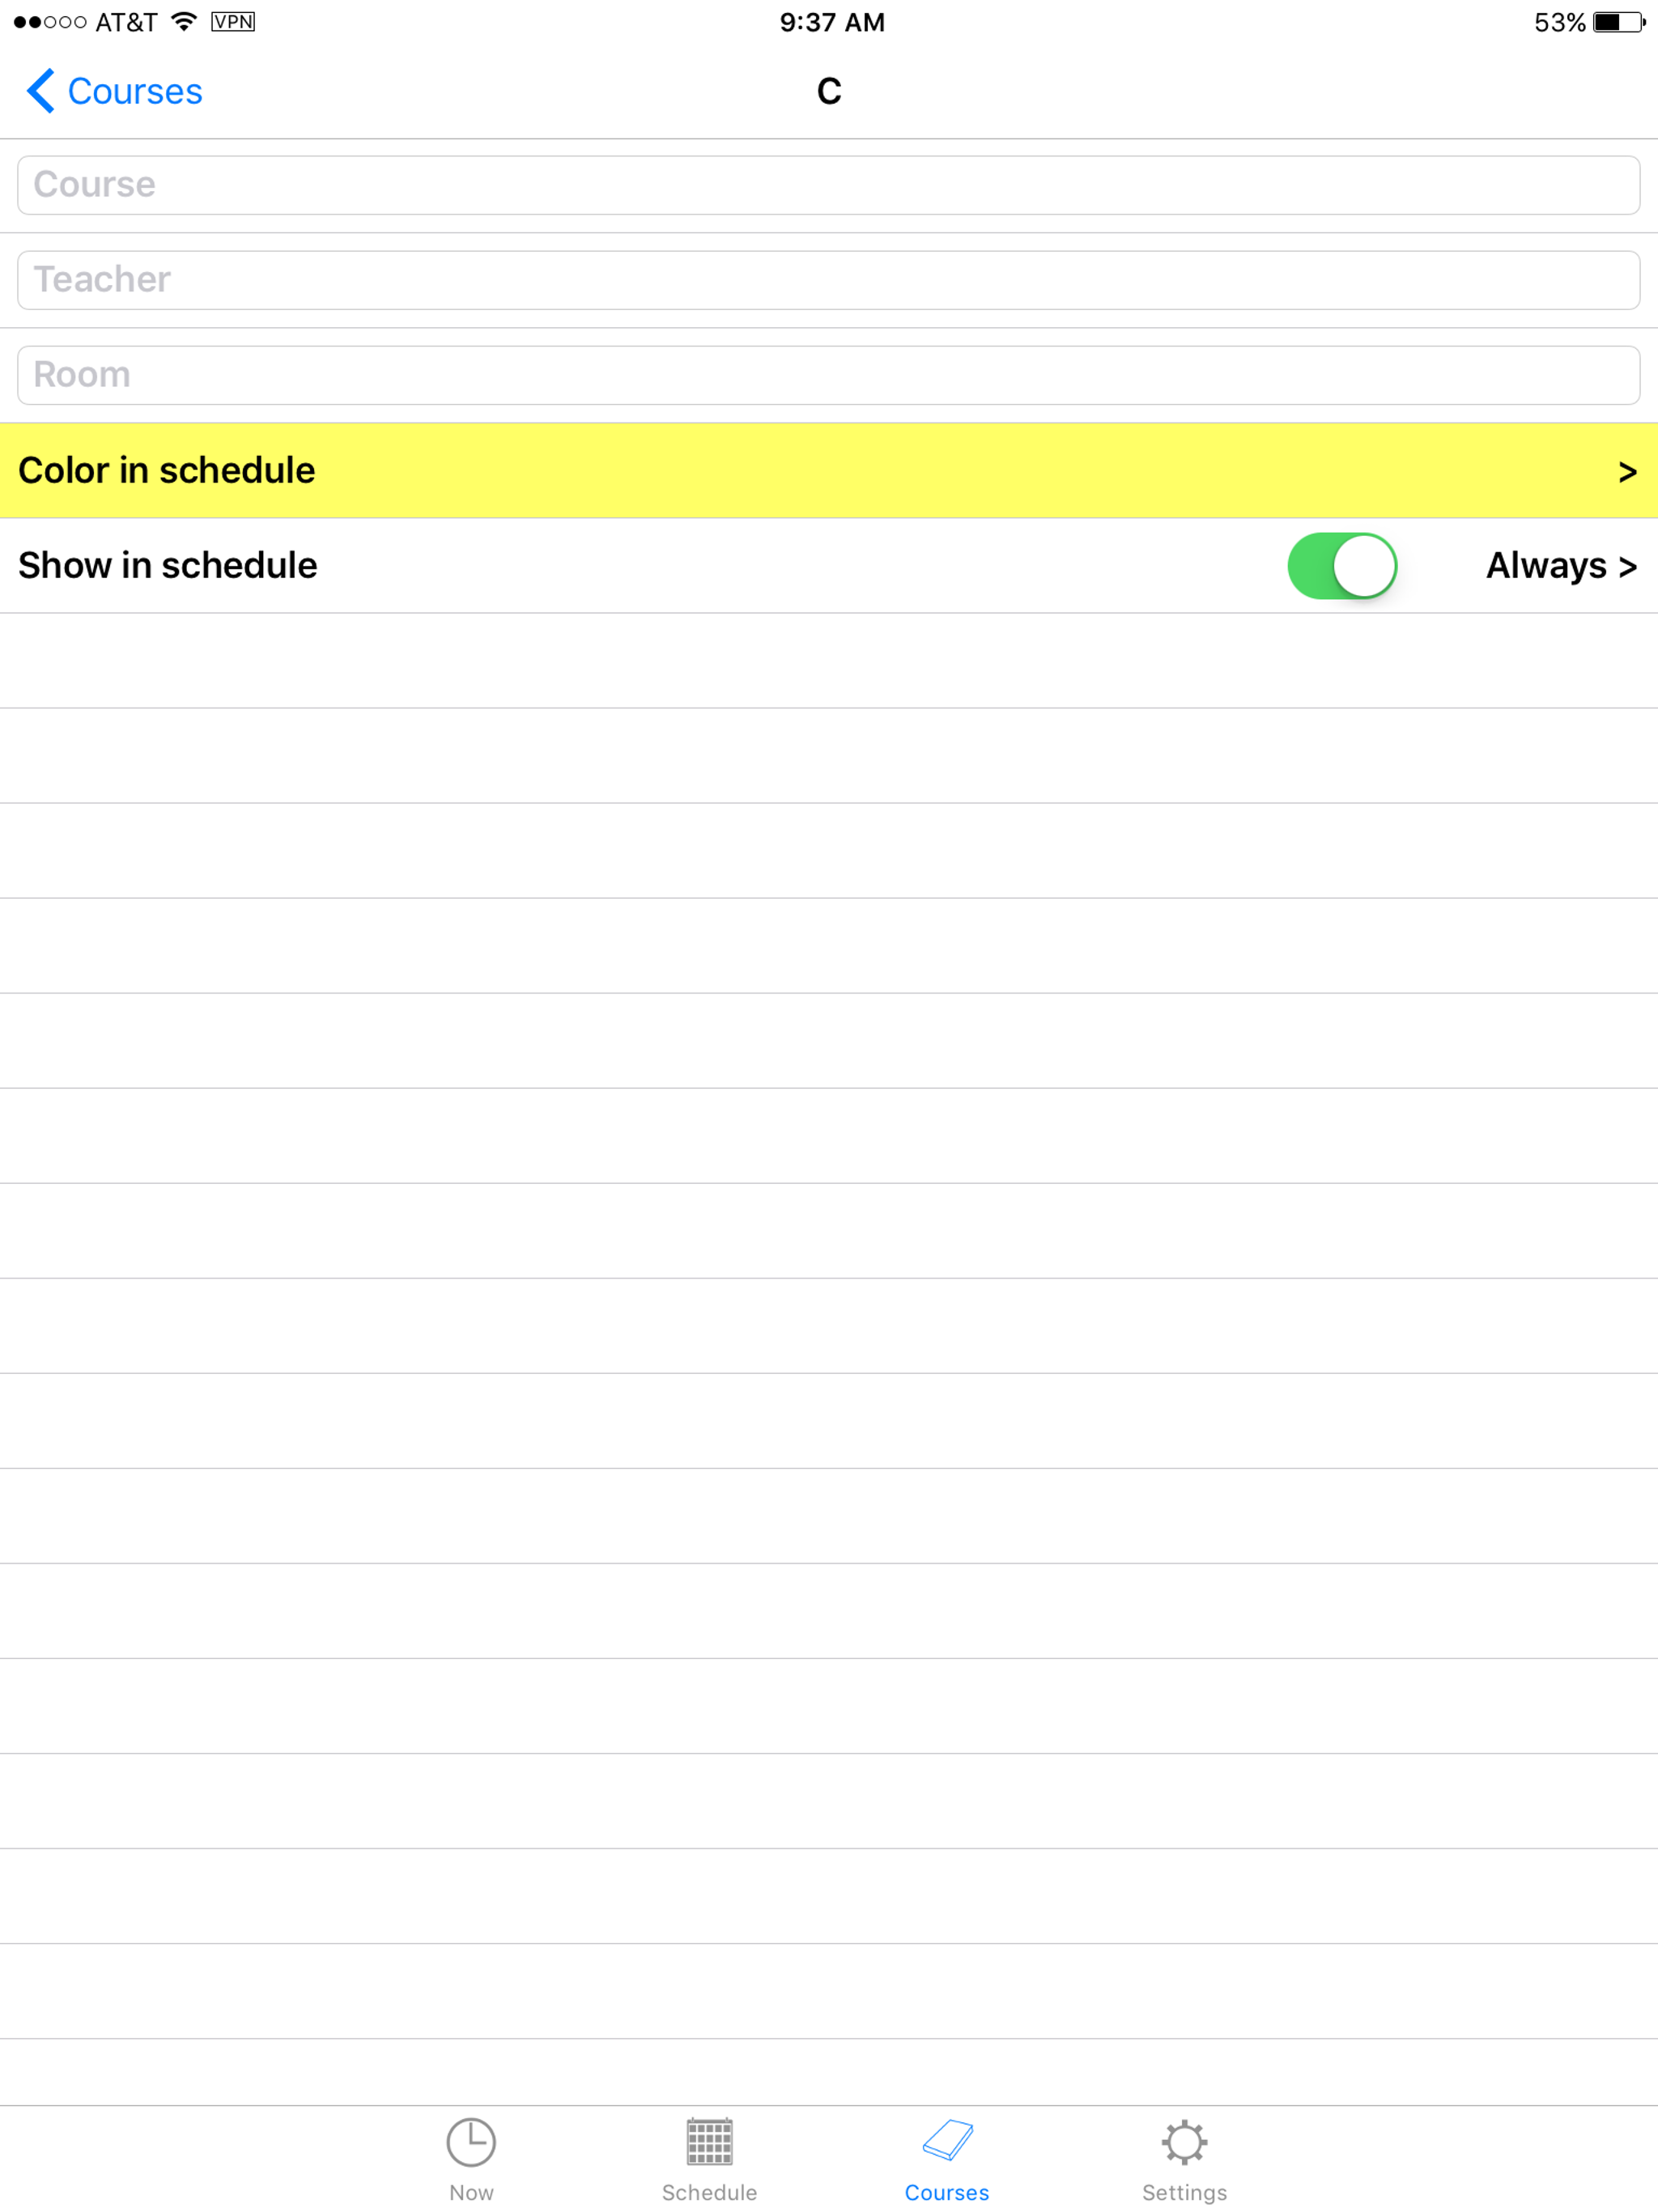 AT&T VPN 9:37 AM 53%
Courses C
Course
Teacher
Room
Color in schedule >
Show in schedule Always >
Now Schedule Courses Settings